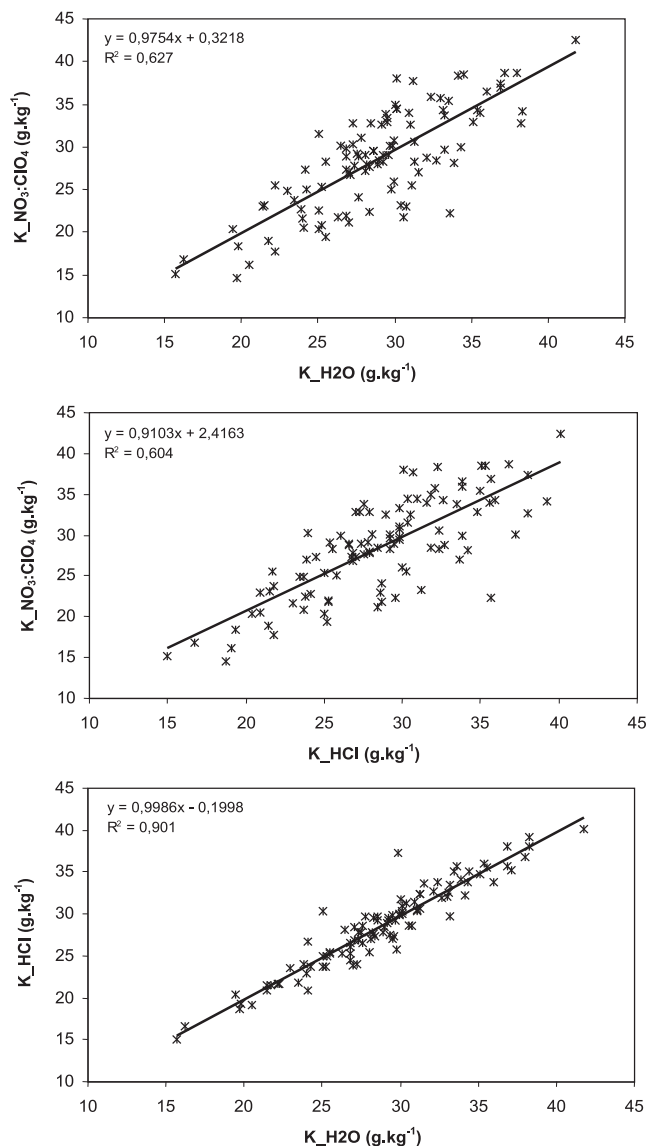 y = 0,9754x + 0,3218
R² = 0,627
45
40
35
30
25
20
15
10
K_NO₃:ClO₄ (g.kg⁻¹)
10 15 20 25 30 35 40 45
K_H2O (g.kg⁻¹)
y = 0,9103x + 2,4163
R² = 0,604
45
40
35
30
25
20
15
10
K_NO₃:ClO₄ (g.kg⁻¹)
10 15 20 25 30 35 40 45
K_HCl (g.kg⁻¹)
y = 0,9986x - 0,1998
R² = 0,901
45
40
35
30
25
20
15
10
K_HCl (g.kg⁻¹)
10 15 20 25 30 35 40 45
K_H2O (g.kg⁻¹)